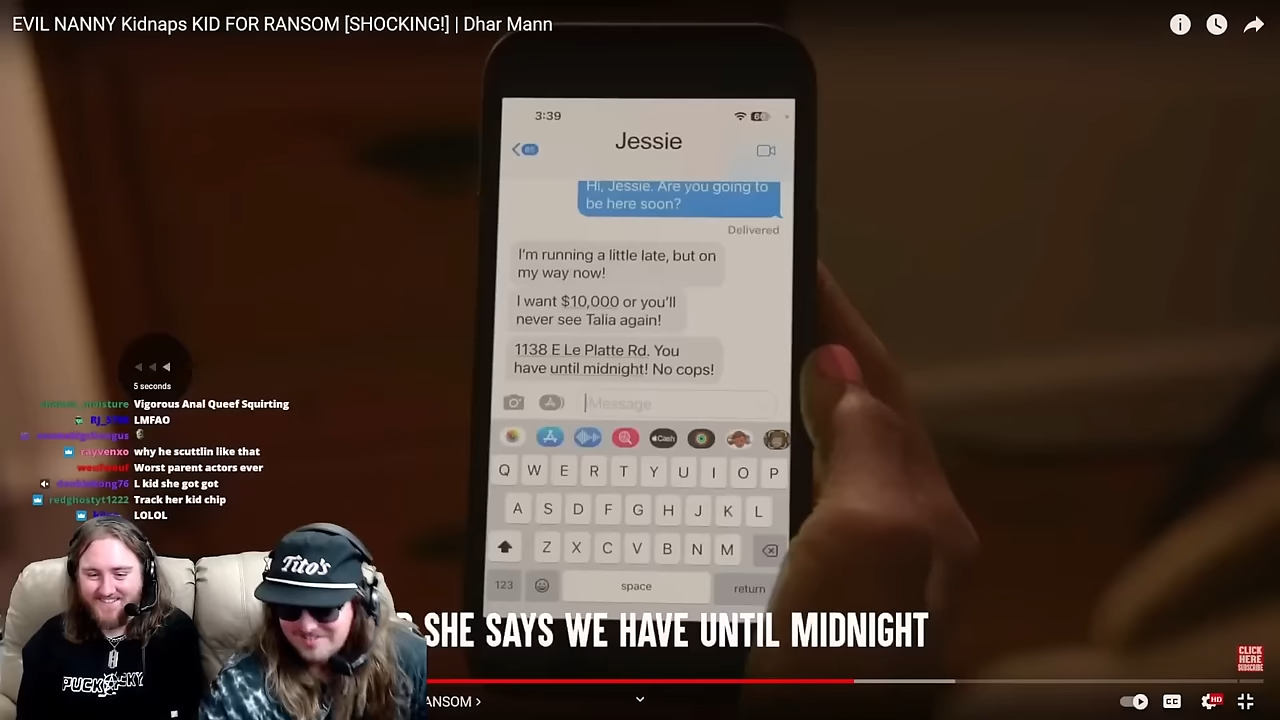 EVIL NANNY Kidnaps KID FOR RANSOM [SHOCKING!] | Dhar Mann
3:39
Jessie
Hi, Jessie. Are you going to
be here soon?
Delivered
I'm running a little late, but on
my way now!
I want $10,000 or you'll
never see Talia again!
1138 E Le Platte Rd. You
have until midnight! No cops!
Message
Cash
Q W E R T Y U I O P
A S D F G H J K L
Z X C V B N M
123 space return
5 seconds
Vigorous Anal Queef Squirting
LMFAO
rayvenxo why he scuttlin like that
Worst parent actors ever
L kid she got got
redghostyt1222 Track her kid chip
LOLOL
Tito's
SHE SAYS WE HAVE UNTIL MIDNIGHT
CLICK
HERE
SUBSCRIBE
ANSOM
CC
HD